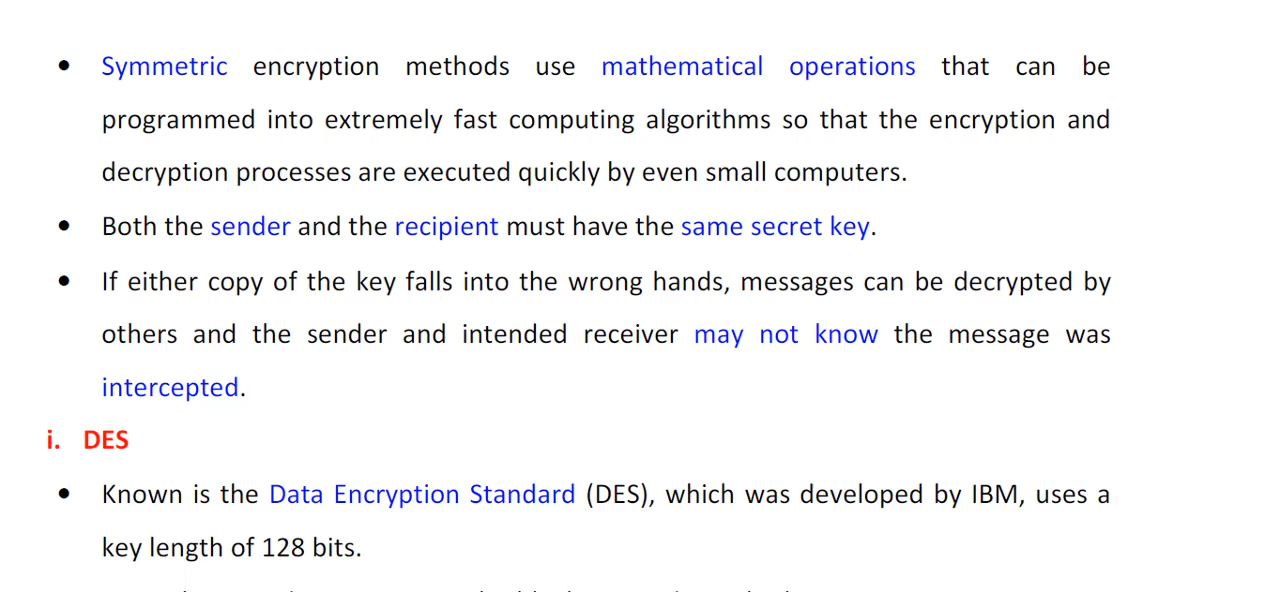 • Symmetric encryption methods use mathematical operations that can be
programmed into extremely fast computing algorithms so that the encryption and
decryption processes are executed quickly by even small computers.
• Both the sender and the recipient must have the same secret key.
• If either copy of the key falls into the wrong hands, messages can be decrypted by
others and the sender and intended receiver may not know the message was
intercepted.
i. DES
• Known is the Data Encryption Standard (DES), which was developed by IBM, uses a
key length of 128 bits.